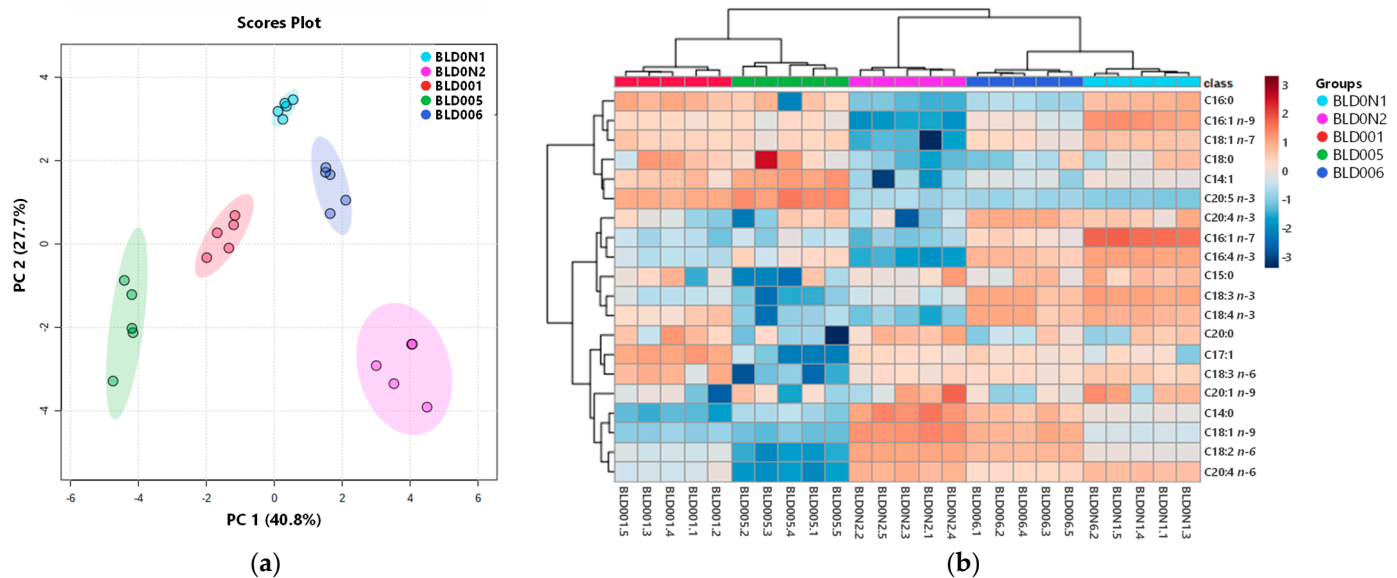 Scores Plot
BLD0N1
BLD0N2
BLD001
BLD005
BLD006
4
2
0
-2
-4
PC 2 (27.7%)
-6
-4
-2
0
2
4
6
PC 1 (40.8%)
(a)
class
C16:0
C16:1 n-9
C18:1 n-7
C18:0
C14:1
C20:5 n-3
C20:4 n-3
C16:1 n-7
C16:4 n-3
C15:0
C18:3 n-3
C18:4 n-3
C20:0
C17:1
C18:3 n-6
C20:1 n-9
C14:0
C18:1 n-9
C18:2 n-6
C20:4 n-6
BLD001.5
BLD001.3
BLD001.4
BLD001.1
BLD001.2
BLD005.2
BLD005.3
BLD005.4
BLD005.1
BLD005.5
BLD0N2.2
BLD0N2.5
BLD0N2.3
BLD0N2.1
BLD0N2.4
BLD006.1
BLD006.2
BLD006.4
BLD006.3
BLD006.5
BLD0N6.2
BLD0N1.5
BLD0N1.4
BLD0N1.1
BLD0N1.3
3
2
1
0
-1
-2
-3
Groups
BLD0N1
BLD0N2
BLD001
BLD005
BLD006
(b)